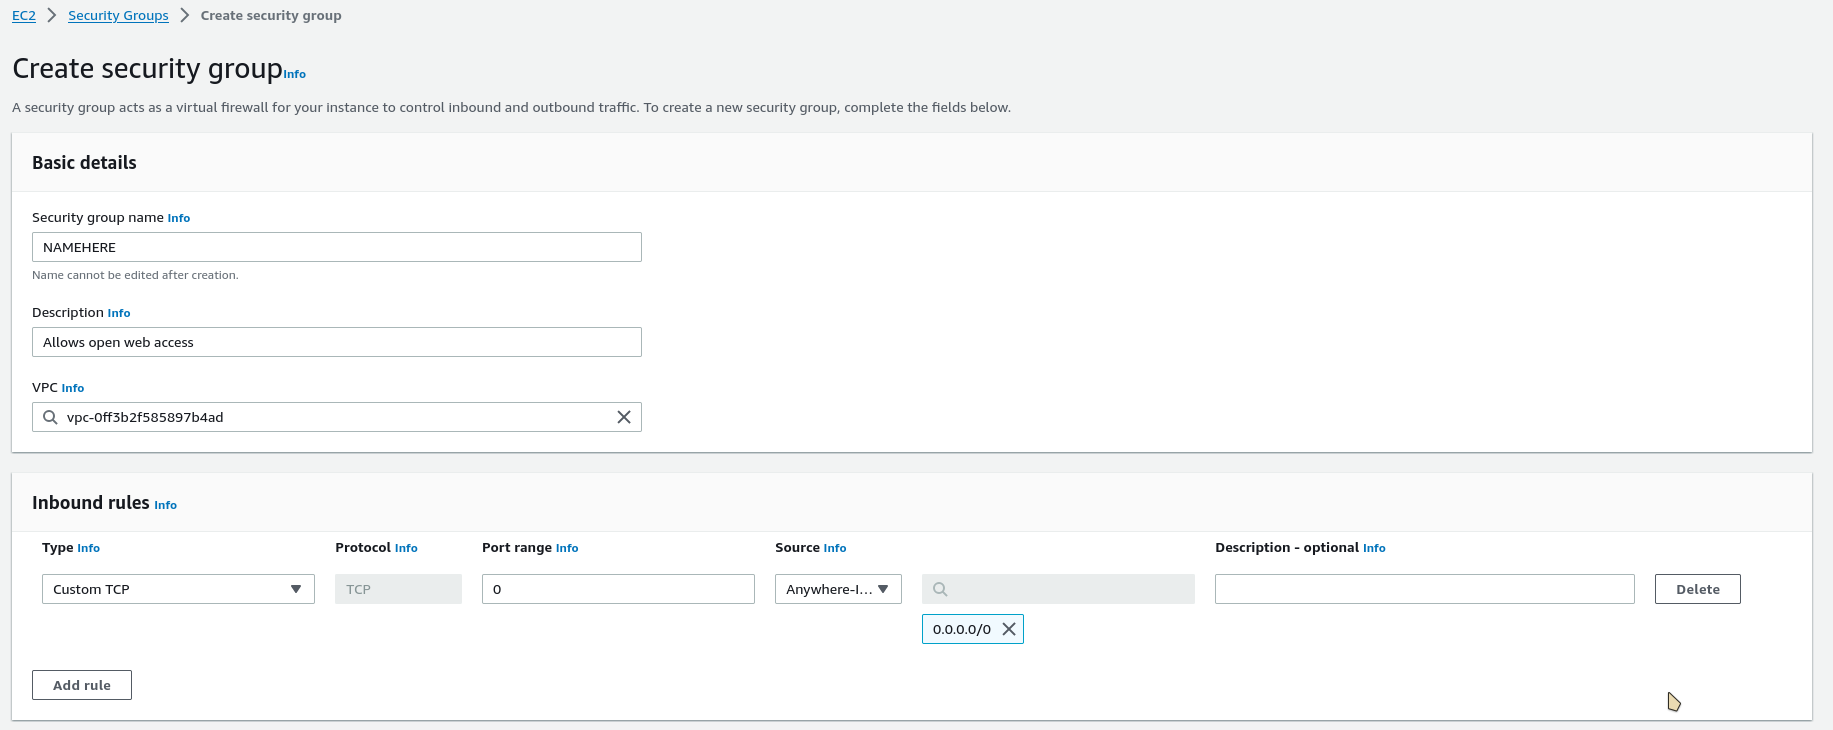 EC2 > Security Groups > Create security group
Create security group Info
A security group acts as a virtual firewall for your instance to control inbound and outbound traffic. To create a new security group, complete the fields below.
Basic details
Security group name Info
NAMEHERE
Name cannot be edited after creation.
Description Info
Allows open web access
VPC Info
vpc-0ff3b2f585897b4ad
Inbound rules Info
Type Info Protocol Info Port range Info Source Info Description - optional Info
Custom TCP TCP 0 Anywhere-I... Delete
0.0.0.0/0
Add rule